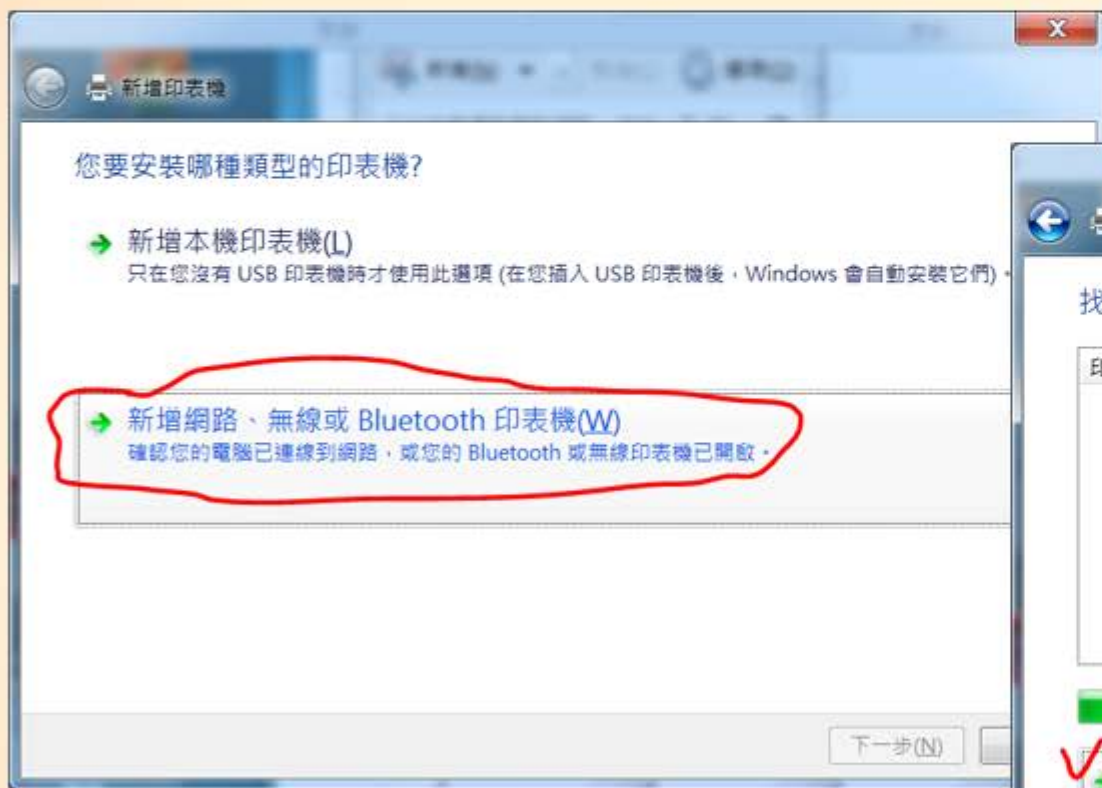 新增印表機
您要安裝哪種類型的印表機?
新增本機印表機(L)
只在您沒有 USB 印表機時才使用此選項 (在您插入 USB 印表機後，Windows 會自動安裝它們)。
新增網路、無線或 Bluetooth 印表機(W)
確認您的電腦已連線到網路，或您的 Bluetooth 或無線印表機已開啟。
下一步(N)
找
印